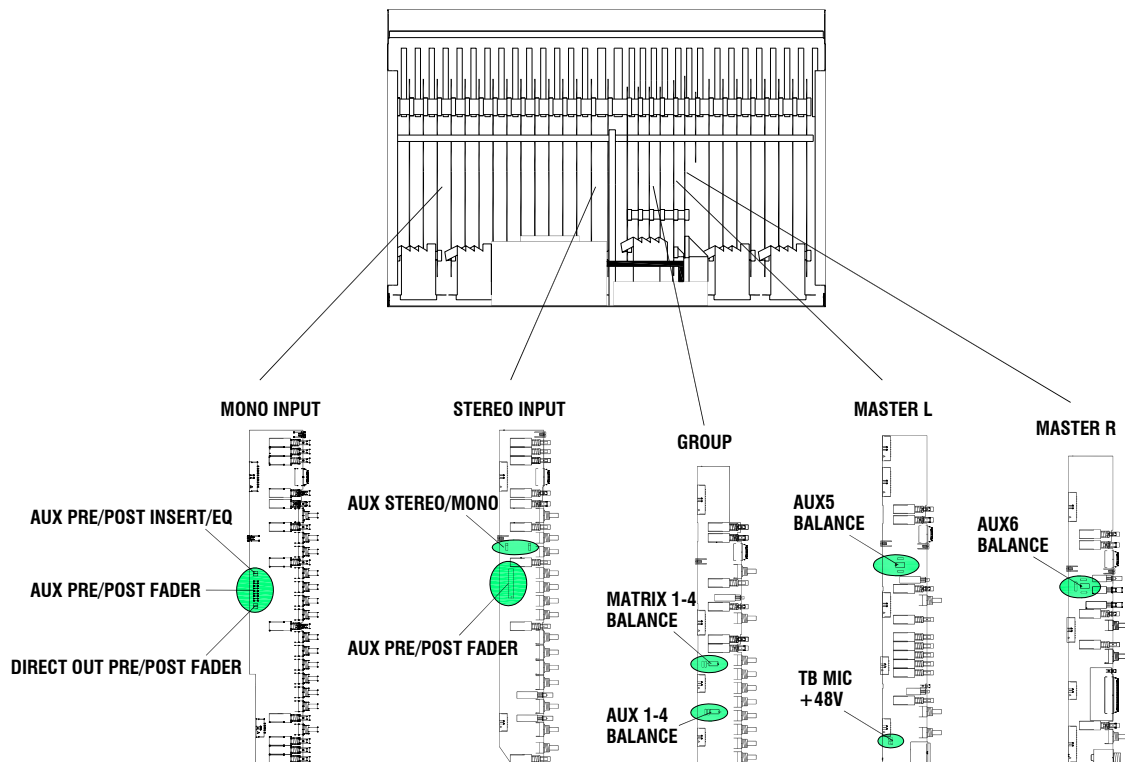 MONO INPUT
STEREO INPUT
GROUP
MASTER L
MASTER R
AUX PRE/POST INSERT/EQ
AUX PRE/POST FADER
DIRECT OUT PRE/POST FADER
AUX STEREO/MONO
AUX PRE/POST FADER
MATRIX 1-4
BALANCE
AUX 1-4
BALANCE
AUX5
BALANCE
TB MIC
+48V
AUX6
BALANCE